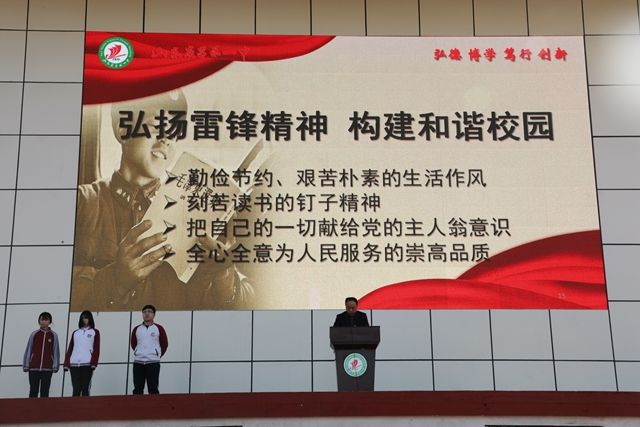 弘德 博学 笃行 创新
弘扬雷锋精神 构建和谐校园
➢ 勤俭节约、艰苦朴素的生活作风
➢ 刻苦读书的钉子精神
➢ 把自己的一切献给党的主人翁意识
➢ 全心全意为人民服务的崇高品质